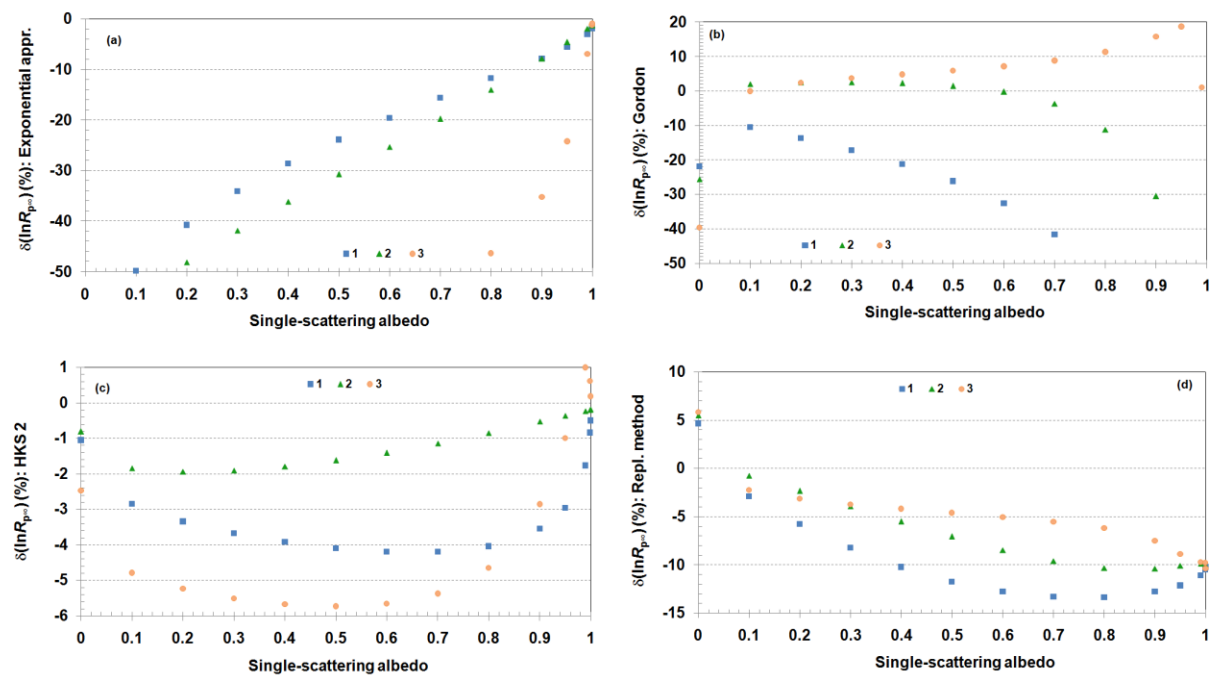 (a)
δ(lnRp∞) (%): Exponential appr.
0
-10
-20
-30
-40
-50
1 2 3
0 0.1 0.2 0.3 0.4 0.5 0.6 0.7 0.8 0.9 1
Single-scattering albedo
(b)
δ(lnRp∞) (%): Gordon
20
10
0
-10
-20
-30
-40
-50
1 2 3
0 0.1 0.2 0.3 0.4 0.5 0.6 0.7 0.8 0.9 1
Single-scattering albedo
(c)
δ(lnRp∞) (%): HKS 2
1
0
-1
-2
-3
-4
-5
-6
1 2 3
0 0.1 0.2 0.3 0.4 0.5 0.6 0.7 0.8 0.9 1
Single-scattering albedo
(d)
δ(lnRp∞) (%): Repl. method
10
5
0
-5
-10
-15
1 2 3
0 0.1 0.2 0.3 0.4 0.5 0.6 0.7 0.8 0.9 1
Single-scattering albedo